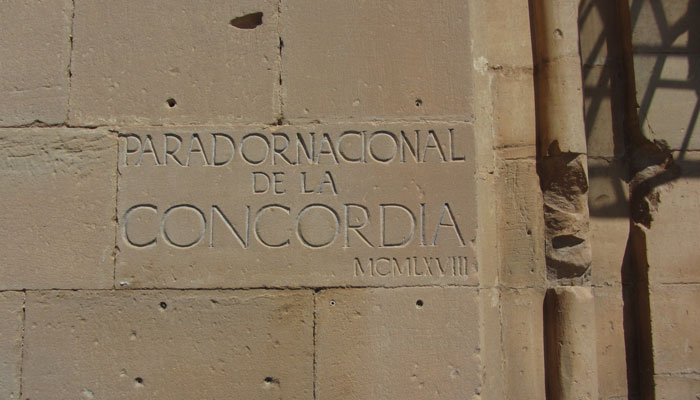 PARADOR NACIONAL
DE LA
CONCORDIA
MCMLXVIII